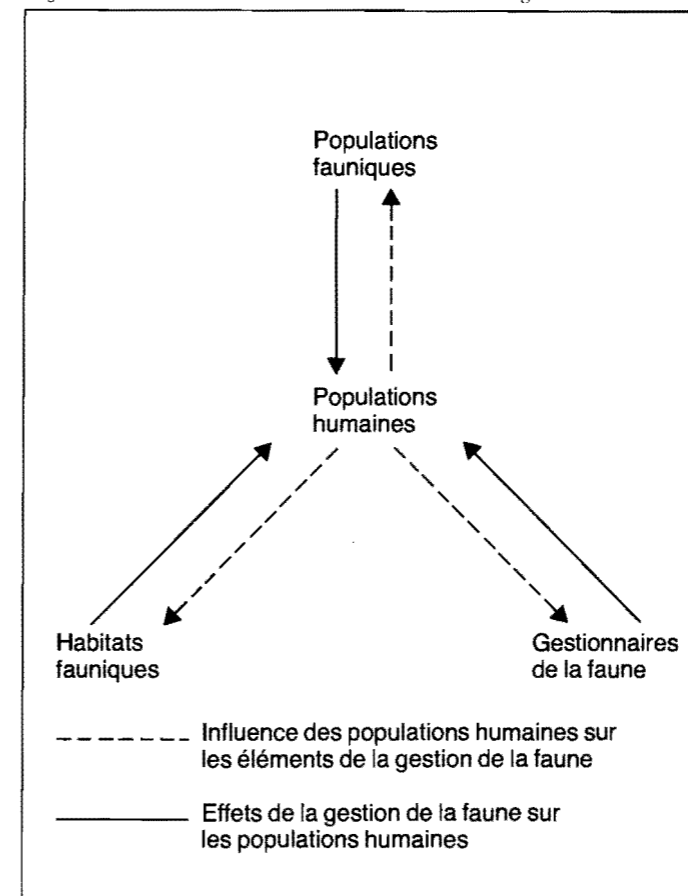 Populations
fauniques
Populations
humaines
Habitats
fauniques
Gestionnaires
de la faune
Influence des populations humaines sur
les éléments de la gestion de la faune
Effets de la gestion de la faune sur
les populations humaines